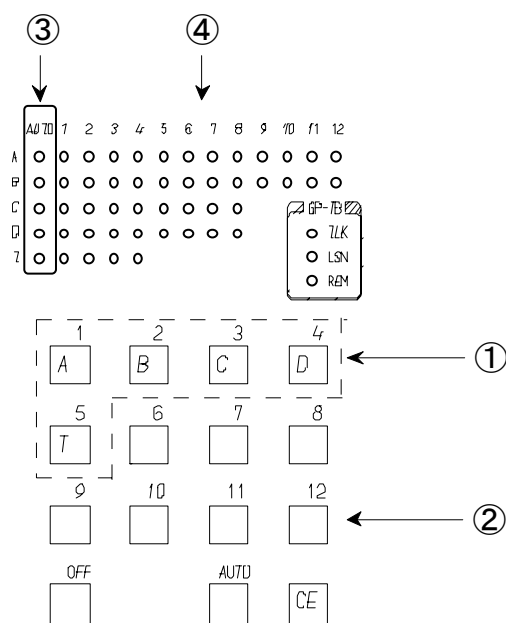 ③ ④
AUTO 1 2 3 4 5 6 7 8 9 10 11 12
A
B
C
D
T
GP-IB
TLK
LSN
REM
1 2 3 4
A B C D
①
5 6 7 8
T
9 10 11 12
②
OFF AUTO
CE